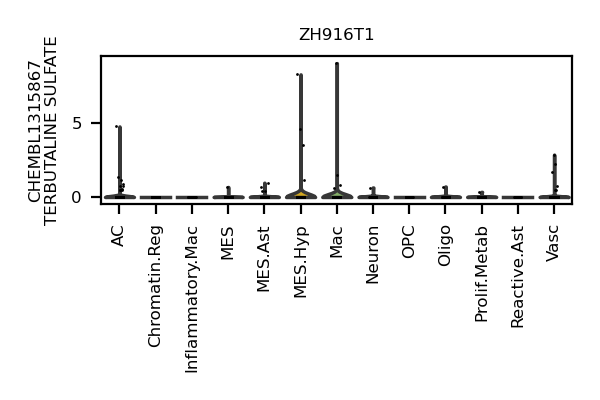 ZH916T1
CHEMBL1315867
TERBUTALINE SULFATE
5
0
AC
Chromatin.Reg
Inflammatory.Mac
MES
MES.Ast
MES.Hyp
Mac
Neuron
OPC
Oligo
Prolif.Metab
Reactive.Ast
Vasc